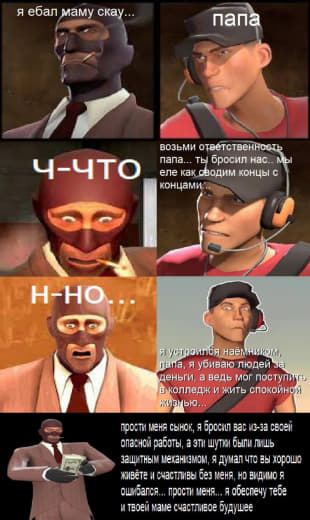 я ебал маму скау...
папа
ч-что
возьми ответственность
папа... ты бросил нас.. мы
еле как сводим концы с
концами..
н-но...
я устроился наёмником,
папа, я убиваю людей за
деньги, а ведь мог поступить
в колледж и жить спокойной
жизнью...
прости меня сынок, я бросил вас из-за своей
опасной работы, а эти шутки были лишь
защитным механизмом, я думал что вы хорошо
живёте и счастливы без меня, но видимо я
ошибался... прости меня... я обеспечу тебе
и твоей маме счастливое будущее